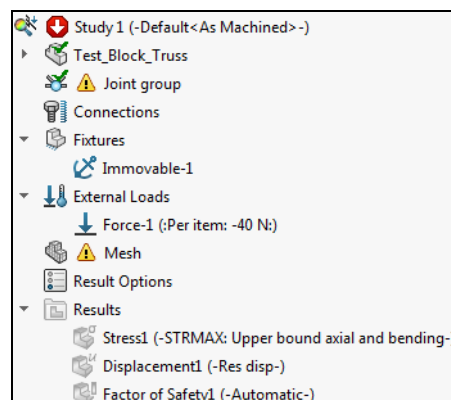 Study 1 (-Default<As Machined>-)
Test_Block_Truss
Joint group
Connections
Fixtures
Immovable-1
External Loads
Force-1 (:Per item: -40 N:)
Mesh
Result Options
Results
Stress1 (-STRMAX: Upper bound axial and bending-
Displacement1 (-Res disp-)
Factor of Safety1 (-Automatic-)